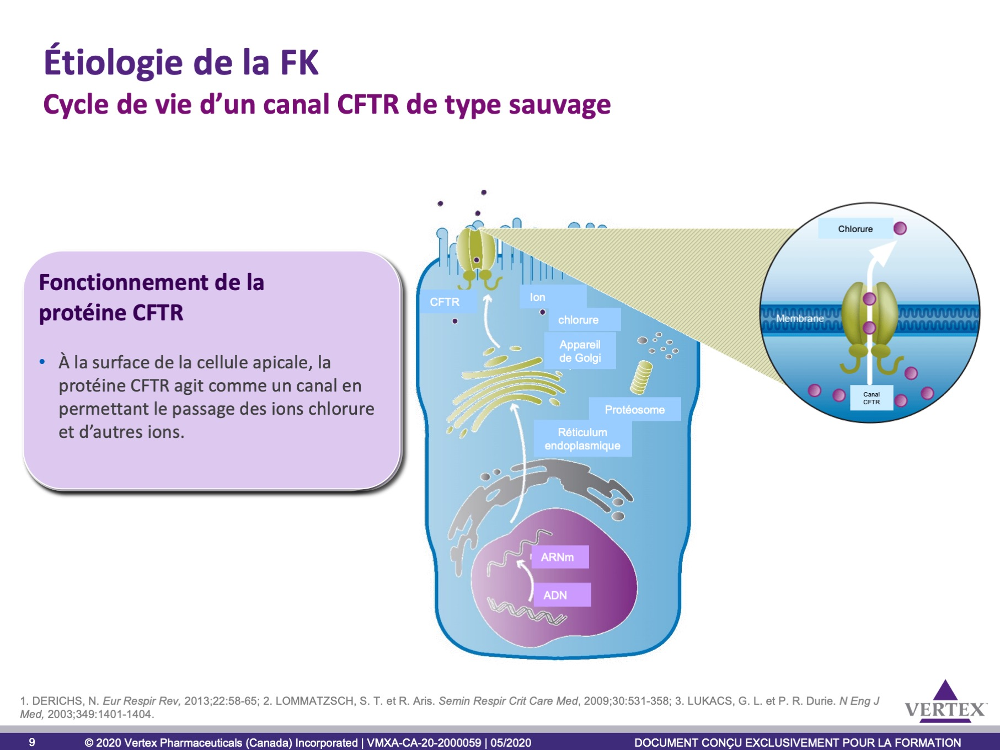 Étiologie de la FK
Cycle de vie d’un canal CFTR de type sauvage
Fonctionnement de la
protéine CFTR
• À la surface de la cellule apicale, la
protéine CFTR agit comme un canal en
permettant le passage des ions chlorure
et d’autres ions.
CFTR
Ion
chlorure
Appareil
de Golgi
Protéosome
Réticulum
endoplasmique
ARNm
ADN
Chlorure
Membrane
Canal
CFTR
1. DERICHS, N. Eur Respir Rev, 2013;22:58-65; 2. LOMMATZSCH, S. T. et R. Aris. Semin Respir Crit Care Med, 2009;30:531-358; 3. LUKACS, G. L. et P. R. Durie. N Eng J
Med, 2003;349:1401-1404.
VERTEX
9 © 2020 Vertex Pharmaceuticals (Canada) Incorporated | VMXA-CA-20-2000059 | 05/2020 DOCUMENT CONÇU EXCLUSIVEMENT POUR LA FORMATION